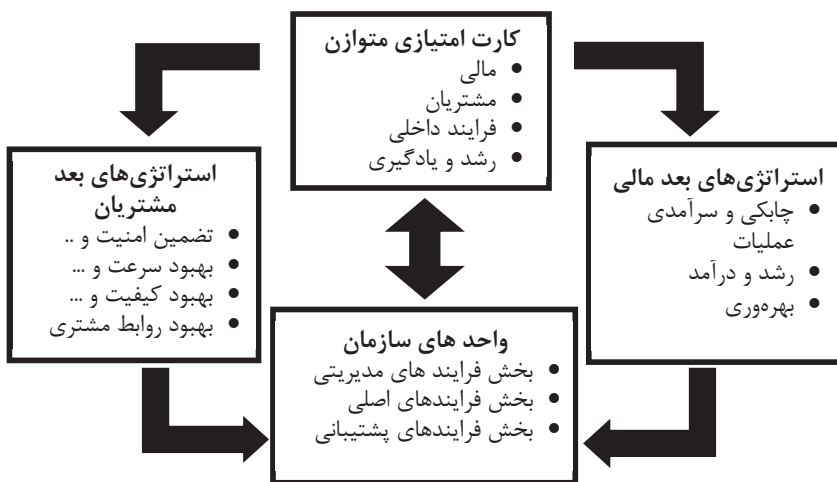 کارت امتیازی متوازن
• مالی
• مشتریان
• فرایند داخلی
• رشد و یادگیری
استراتژی‌های بعد مالی
• چابکی و سرآمدی
عملیات
• رشد و درآمد
• بهره‌وری
استراتژی‌های بعد
مشتریان
• تضمین امنیت و ..
• بهبود سرعت و ...
• بهبود کیفیت و ...
• بهبود روابط مشتری
واحد های سازمان
• بخش فرایند های مدیریتی
• بخش فرایندهای اصلی
• بخش فرایندهای پشتیبانی